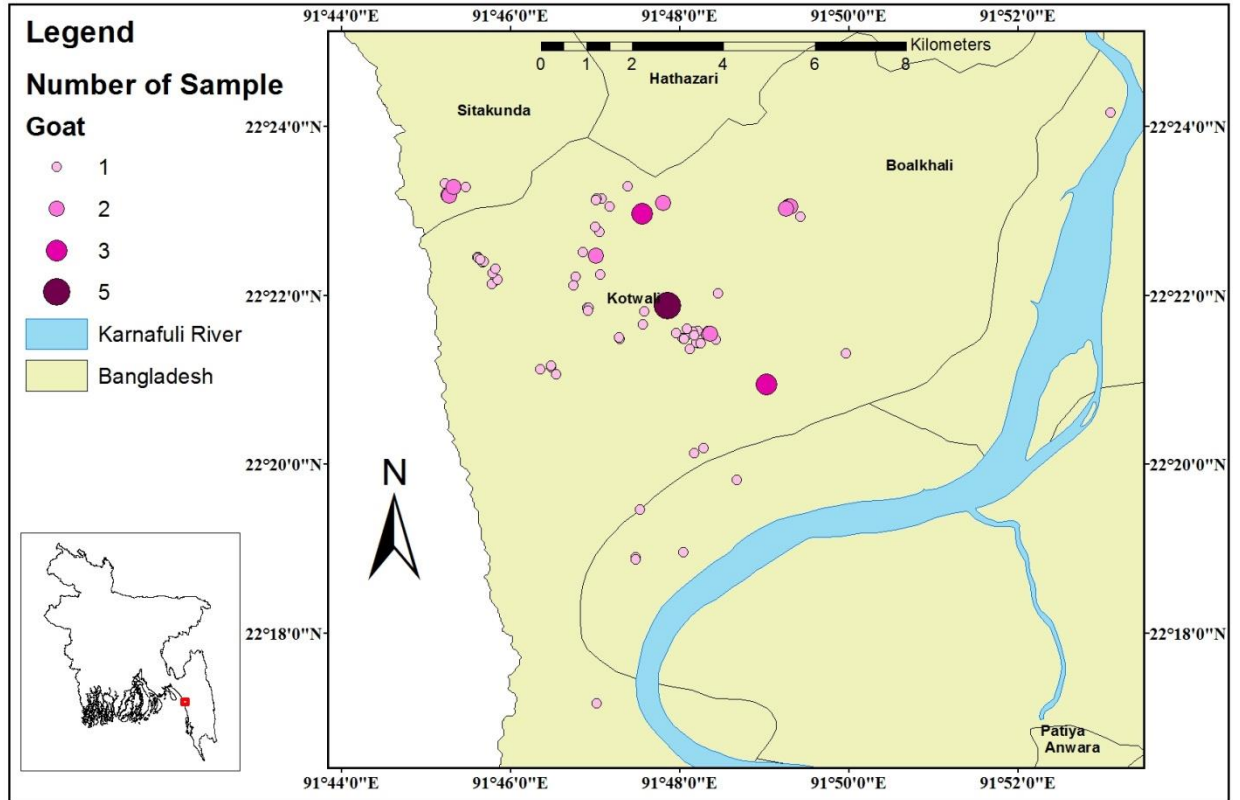 Legend
Number of Sample
Goat
1
2
3
5
Karnafuli River
Bangladesh
91°44'0"E 91°46'0"E 91°48'0"E 91°50'0"E 91°52'0"E
Kilometers
0 1 2 4 6 8
Hathazari
Sitakunda
22°24'0"N 22°24'0"N
Boalkhali
22°22'0"N 22°22'0"N
Kotwali
22°20'0"N 22°20'0"N
N
22°18'0"N 22°18'0"N
Patiya
Anwara
91°44'0"E 91°46'0"E 91°48'0"E 91°50'0"E 91°52'0"E